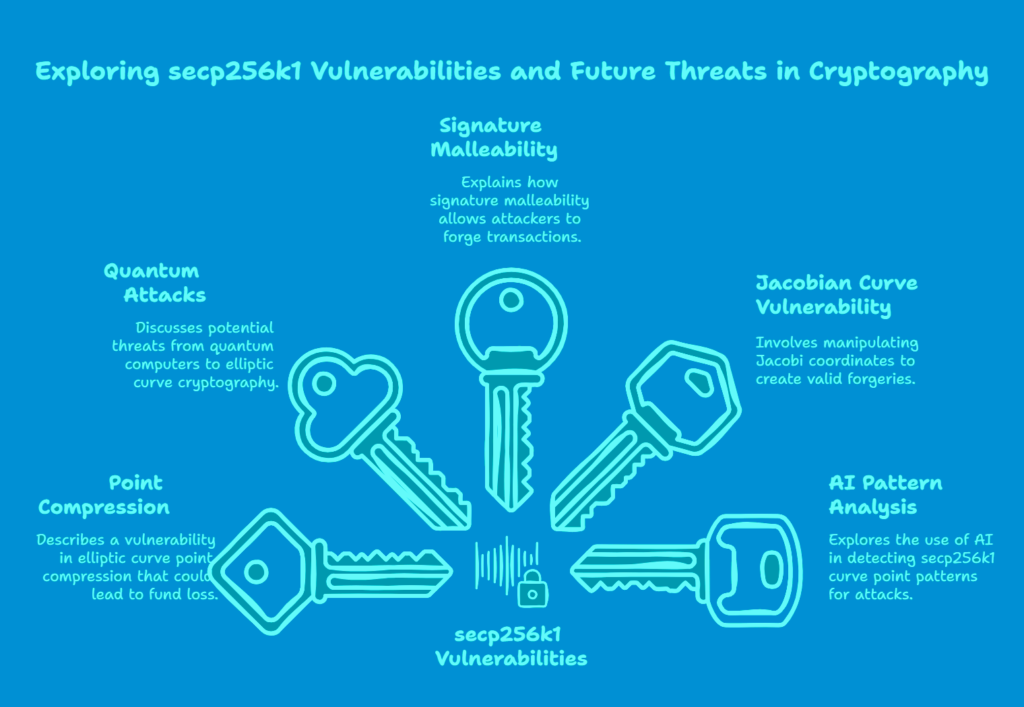 Exploring secp256k1 Vulnerabilities and Future Threats in Cryptography
Signature
Malleability
Explains how
signature malleability
allows attackers to
forge transactions.
Quantum
Attacks
Discusses potential
threats from quantum
computers to elliptic
curve cryptography.
Jacobian Curve
Vulnerability
Involves manipulating
Jacobi coordinates to
create valid forgeries.
Point
Compression
Describes a vulnerability
in elliptic curve point
compression that could
lead to fund loss.
AI Pattern
Analysis
Explores the use of AI
in detecting secp256k1
curve point patterns
for attacks.
secp256k1
Vulnerabilities